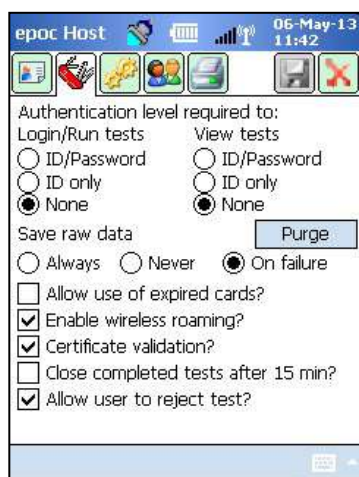 epoc Host 06-May-13
11:42
Authentication level required to:
Login/Run tests View tests
ID/Password ID/Password
ID only ID only
None None
Save raw data Purge
Always Never On failure
Allow use of expired cards?
Enable wireless roaming?
Certificate validation?
Close completed tests after 15 min?
Allow user to reject test?